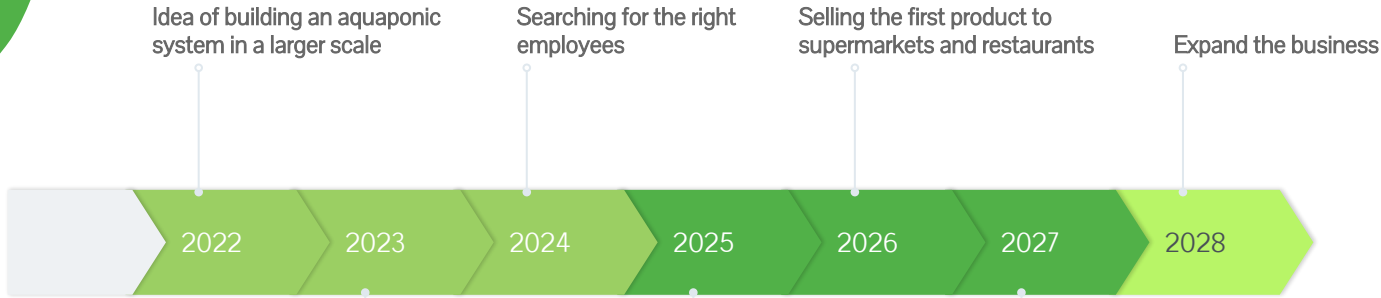 Idea of building an aquaponic
system in a larger scale
Searching for the right
employees
Selling the first product to
supermarkets and restaurants
Expand the business
2022
2023
2024
2025
2026
2027
2028